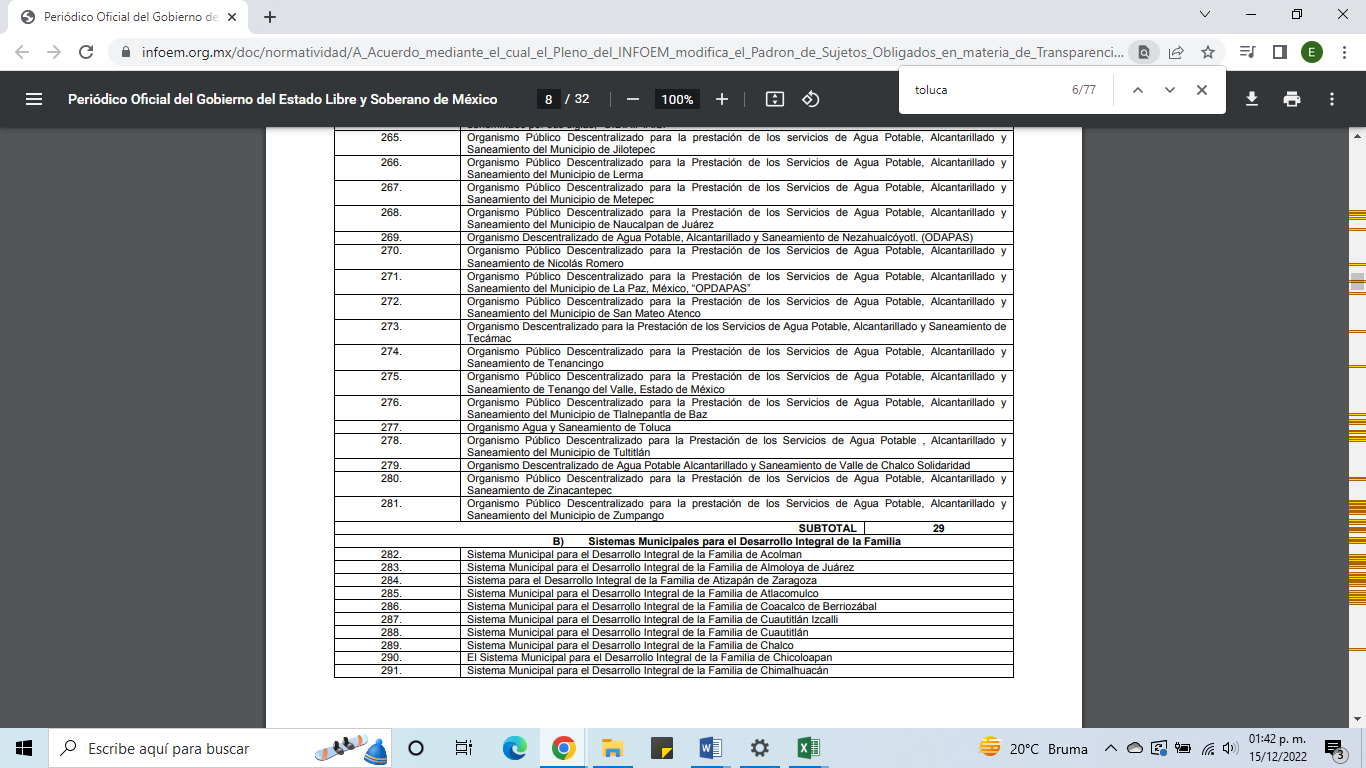 Periódico Oficial del Gobierno de
infoem.org.mx/doc/normatividad/A_Acuerdo_mediante_el_cual_el_Pleno_del_INFOEM_modifica_el_Padron_de_Sujetos_Obligados_en_materia_de_Transparenci...
E
toluca 6/77
Periódico Oficial del Gobierno del Estado Libre y Soberano de México 8 / 32 100%
265. Organismo Público Descentralizado para la prestación de los servicios de Agua Potable, Alcantarillado y
Saneamiento del Municipio de Jilotepec
266. Organismo Público Descentralizado para la Prestación de los Servicios de Agua Potable, Alcantarillado y
Saneamiento del Municipio de Lerma
267. Organismo Público Descentralizado para la Prestación de los Servicios de Agua Potable, Alcantarillado y
Saneamiento del Municipio de Metepec
268. Organismo Público Descentralizado para la Prestación de los Servicios de Agua Potable, Alcantarillado y
Saneamiento del Municipio de Naucalpan de Juárez
269. Organismo Descentralizado de Agua Potable, Alcantarillado y Saneamiento de Nezahualcóyotl. (ODAPAS)
270. Organismo Público Descentralizado para la Prestación de los Servicios de Agua Potable, Alcantarillado y
Saneamiento de Nicolás Romero
271. Organismo Público Descentralizado para la Prestación de los Servicios de Agua Potable, Alcantarillado y
Saneamiento del Municipio de La Paz, México, "OPDAPAS"
272. Organismo Público Descentralizado para la Prestación de los Servicios de Agua Potable, Alcantarillado y
Saneamiento del Municipio de San Mateo Atenco
273. Organismo Descentralizado para la Prestación de los Servicios de Agua Potable, Alcantarillado y Saneamiento de
Tecámac
274. Organismo Público Descentralizado para la Prestación de los Servicios de Agua Potable, Alcantarillado y
Saneamiento de Tenancingo
275. Organismo Público Descentralizado para la Prestación de los Servicios de Agua Potable, Alcantarillado y
Saneamiento de Tenango del Valle, Estado de México
276. Organismo Público Descentralizado para la Prestación de los Servicios de Agua Potable, Alcantarillado y
Saneamiento del Municipio de Tlalnepantla de Baz
277. Organismo Agua y Saneamiento de Toluca
278. Organismo Público Descentralizado para la Prestación de los Servicios de Agua Potable , Alcantarillado y
Saneamiento del Municipio de Tultitlán
279. Organismo Descentralizado de Agua Potable Alcantarillado y Saneamiento de Valle de Chalco Solidaridad
280. Organismo Público Descentralizado para la Prestación de los Servicios de Agua Potable, Alcantarillado y
Saneamiento de Zinacantepec
281. Organismo Público Descentralizado para la prestación de los Servicios de Agua Potable, Alcantarillado y
Saneamiento del Municipio de Zumpango
SUBTOTAL 29
B) Sistemas Municipales para el Desarrollo Integral de la Familia
282. Sistema Municipal para el Desarrollo Integral de la Familia de Acolman
283. Sistema Municipal para el Desarrollo Integral de la Familia de Almoloya de Juárez
284. Sistema para el Desarrollo Integral de la Familia de Atizapán de Zaragoza
285. Sistema Municipal para el Desarrollo Integral de la Familia de Atlacomulco
286. Sistema Municipal para el Desarrollo Integral de la Familia de Coacalco de Berriozábal
287. Sistema Municipal para el Desarrollo Integral de la Familia de Cuautitlán Izcalli
288. Sistema Municipal para el Desarrollo Integral de la Familia de Cuautitlán
289. Sistema Municipal para el Desarrollo Integral de la Familia de Chalco
290. El Sistema Municipal para el Desarrollo Integral de la Familia de Chicoloapan
291. Sistema Municipal para el Desarrollo Integral de la Familia de Chimalhuacán
Escribe aquí para buscar
20°C Bruma
01:42 p. m.
15/12/2022
3